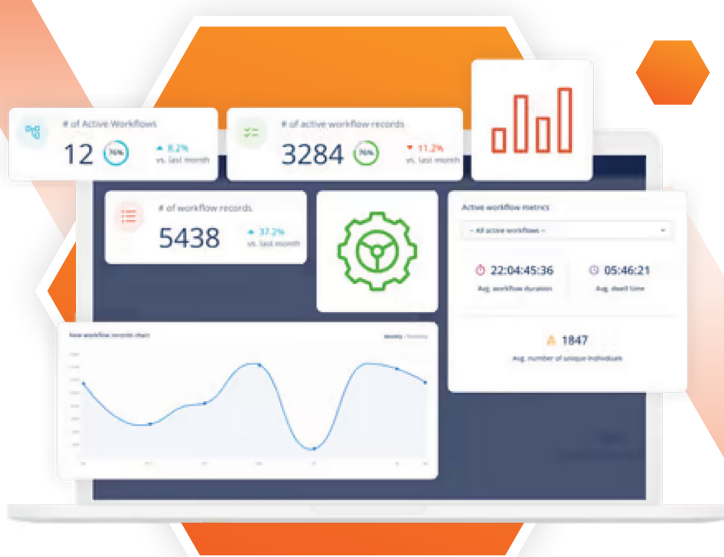 # of Active Workflows
12
76%
8.2%
vs. last month
# of active workflow records
3284
76%
11.2%
vs. last month
# of workflow records
5438
37.2%
vs. last month
Active workflow metrics
-- All active workflows --
22:04:45:36
Avg. workflow duration
05:46:21
Avg. dwell time
1847
Avg. number of unique individuals
New workflow records chart
Monthly